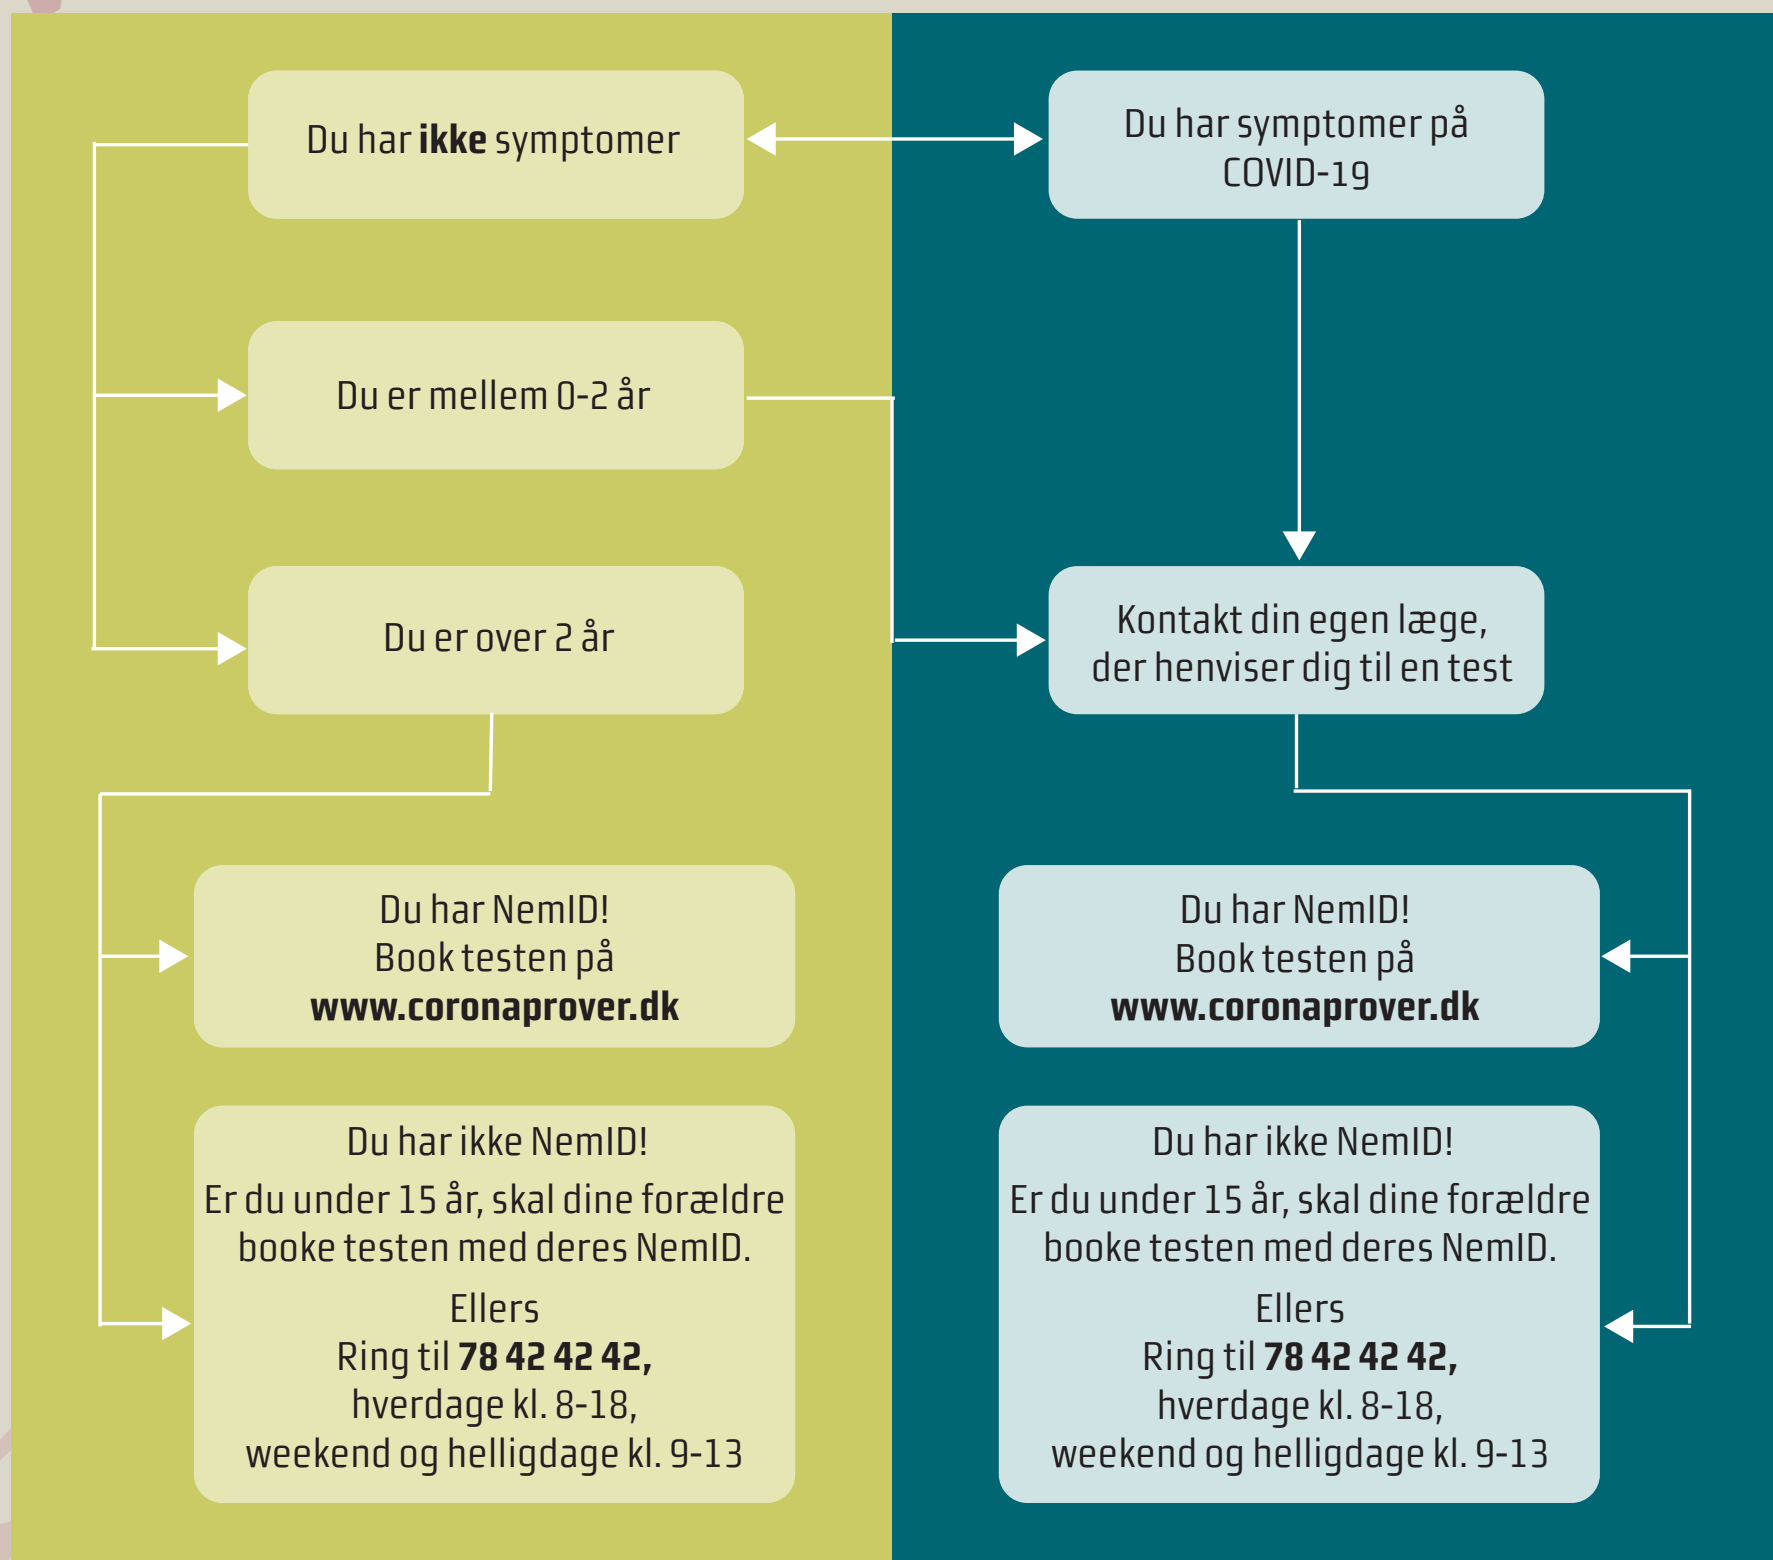 Du har ikke symptomer
Du har symptomer på
COVID-19
Du er mellem 0-2 år
Du er over 2 år
Kontakt din egen læge,
der henviser dig til en test
Du har NemID!
Book testen på
www.coronaprover.dk
Du har ikke NemID!
Er du under 15 år, skal dine forældre
booke testen med deres NemID.
Ellers
Ring til 78 42 42 42,
hverdage kl. 8-18,
weekend og helligdage kl. 9-13
Du har NemID!
Book testen på
www.coronaprover.dk
Du har ikke NemID!
Er du under 15 år, skal dine forældre
booke testen med deres NemID.
Ellers
Ring til 78 42 42 42,
hverdage kl. 8-18,
weekend og helligdage kl. 9-13